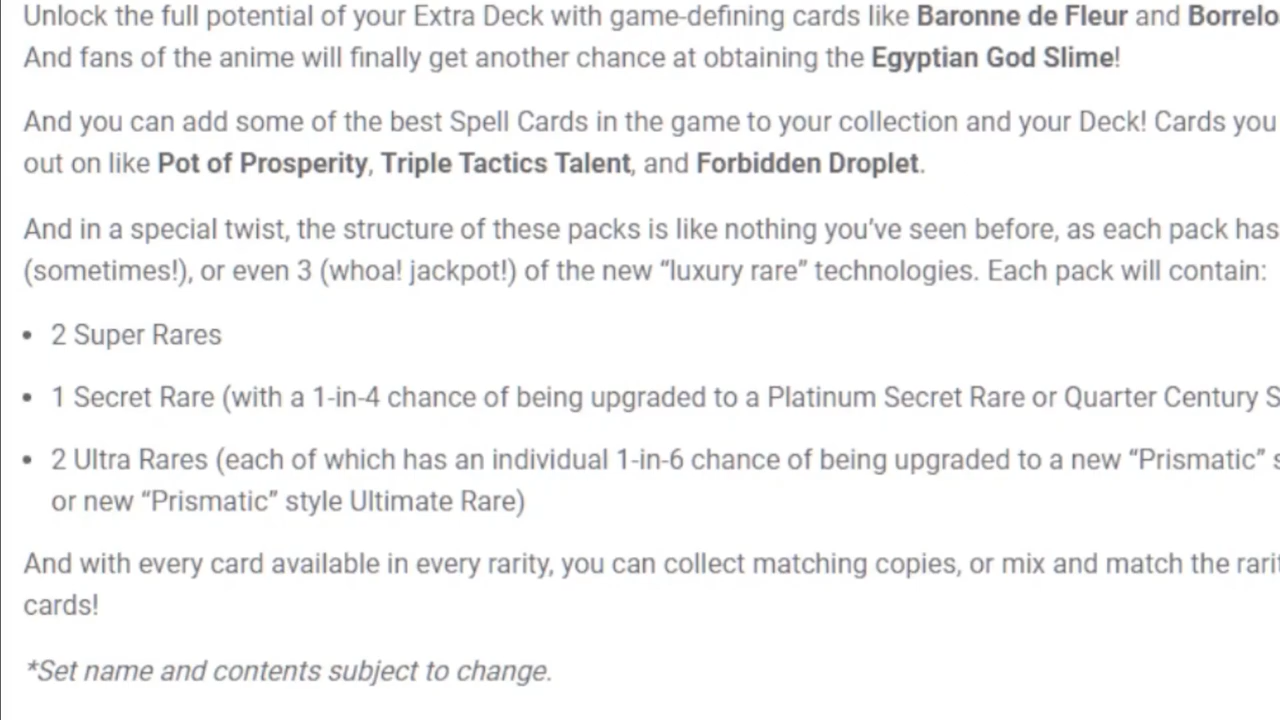 Unlock the full potential of your Extra Deck with game-defining cards like Baronne de Fleur and Borrelo
And fans of the anime will finally get another chance at obtaining the Egyptian God Slime!
And you can add some of the best Spell Cards in the game to your collection and your Deck! Cards you
out on like Pot of Prosperity, Triple Tactics Talent, and Forbidden Droplet.
And in a special twist, the structure of these packs is like nothing you’ve seen before, as each pack has
(sometimes!), or even 3 (whoa! jackpot!) of the new “luxury rare” technologies. Each pack will contain:
• 2 Super Rares
• 1 Secret Rare (with a 1-in-4 chance of being upgraded to a Platinum Secret Rare or Quarter Century S
• 2 Ultra Rares (each of which has an individual 1-in-6 chance of being upgraded to a new “Prismatic” s
or new “Prismatic” style Ultimate Rare)
And with every card available in every rarity, you can collect matching copies, or mix and match the rarit
cards!
*Set name and contents subject to change.